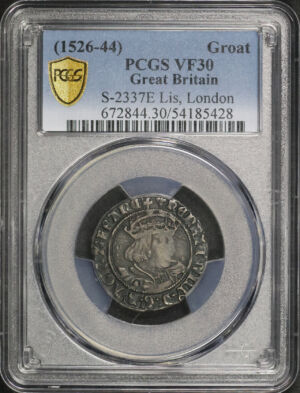 (1526-44) Groat
PCGS VF30
Great Britain
S-2337E Lis, London
672844.30/54185428
PCGS